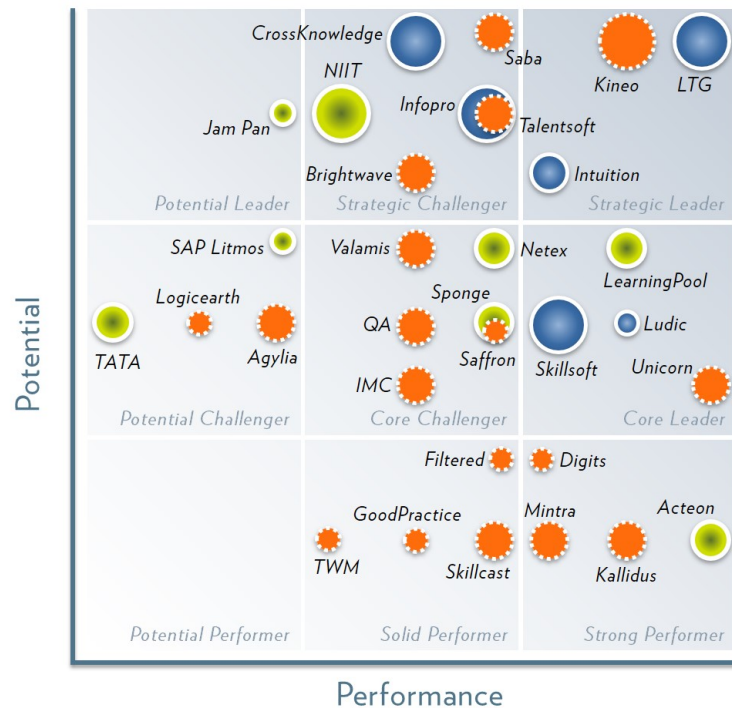 CrossKnowledge
Saba
NIIT
Kineo
LTG
Infopro
Talentsoft
Jam Pan
Brightwave
Intuition
Potential Leader
Strategic Challenger
Strategic Leader
SAP Litmos
Valamis
Netex
LearningPool
Logicearth
Sponge
QA
Ludic
TATA
Agylia
Saffron
Skillsoft
Unicorn
IMC
Potential Challenger
Core Challenger
Core Leader
Filtered
Digits
GoodPractice
Mintra
Acteon
TWM
Skillcast
Kallidus
Potential Performer
Solid Performer
Strong Performer
Potential
Performance